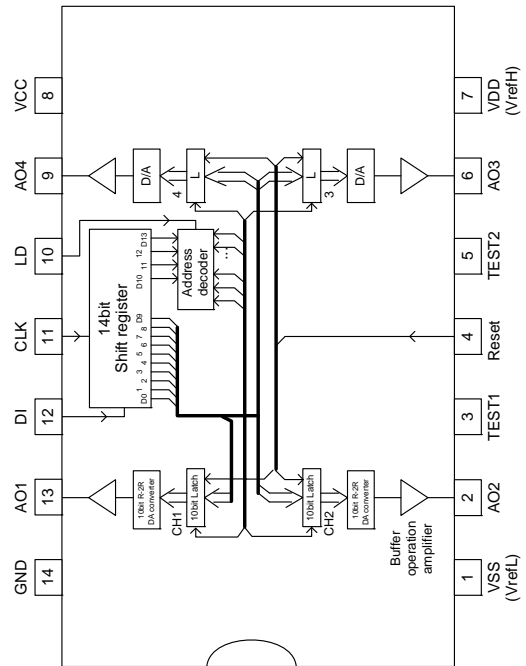 GND
AO1
DI
CLK
LD
AO4
VCC
14
13
12
11
10
9
8
14bit
Shift register
D0
1
2
3
4
5
6
7
8
D9
D10
11
12
D13
Address
decoder
...
10bit R-2R
DA converter
10bit Latch
CH1
D/A
L
4
10bit Latch
CH2
10bit R-2R
DA converter
L
3
D/A
Buffer
operation
amplifier
1
2
3
4
5
6
7
VSS
(VrefL)
AO2
TEST1
Reset
TEST2
AO3
VDD
(VrefH)